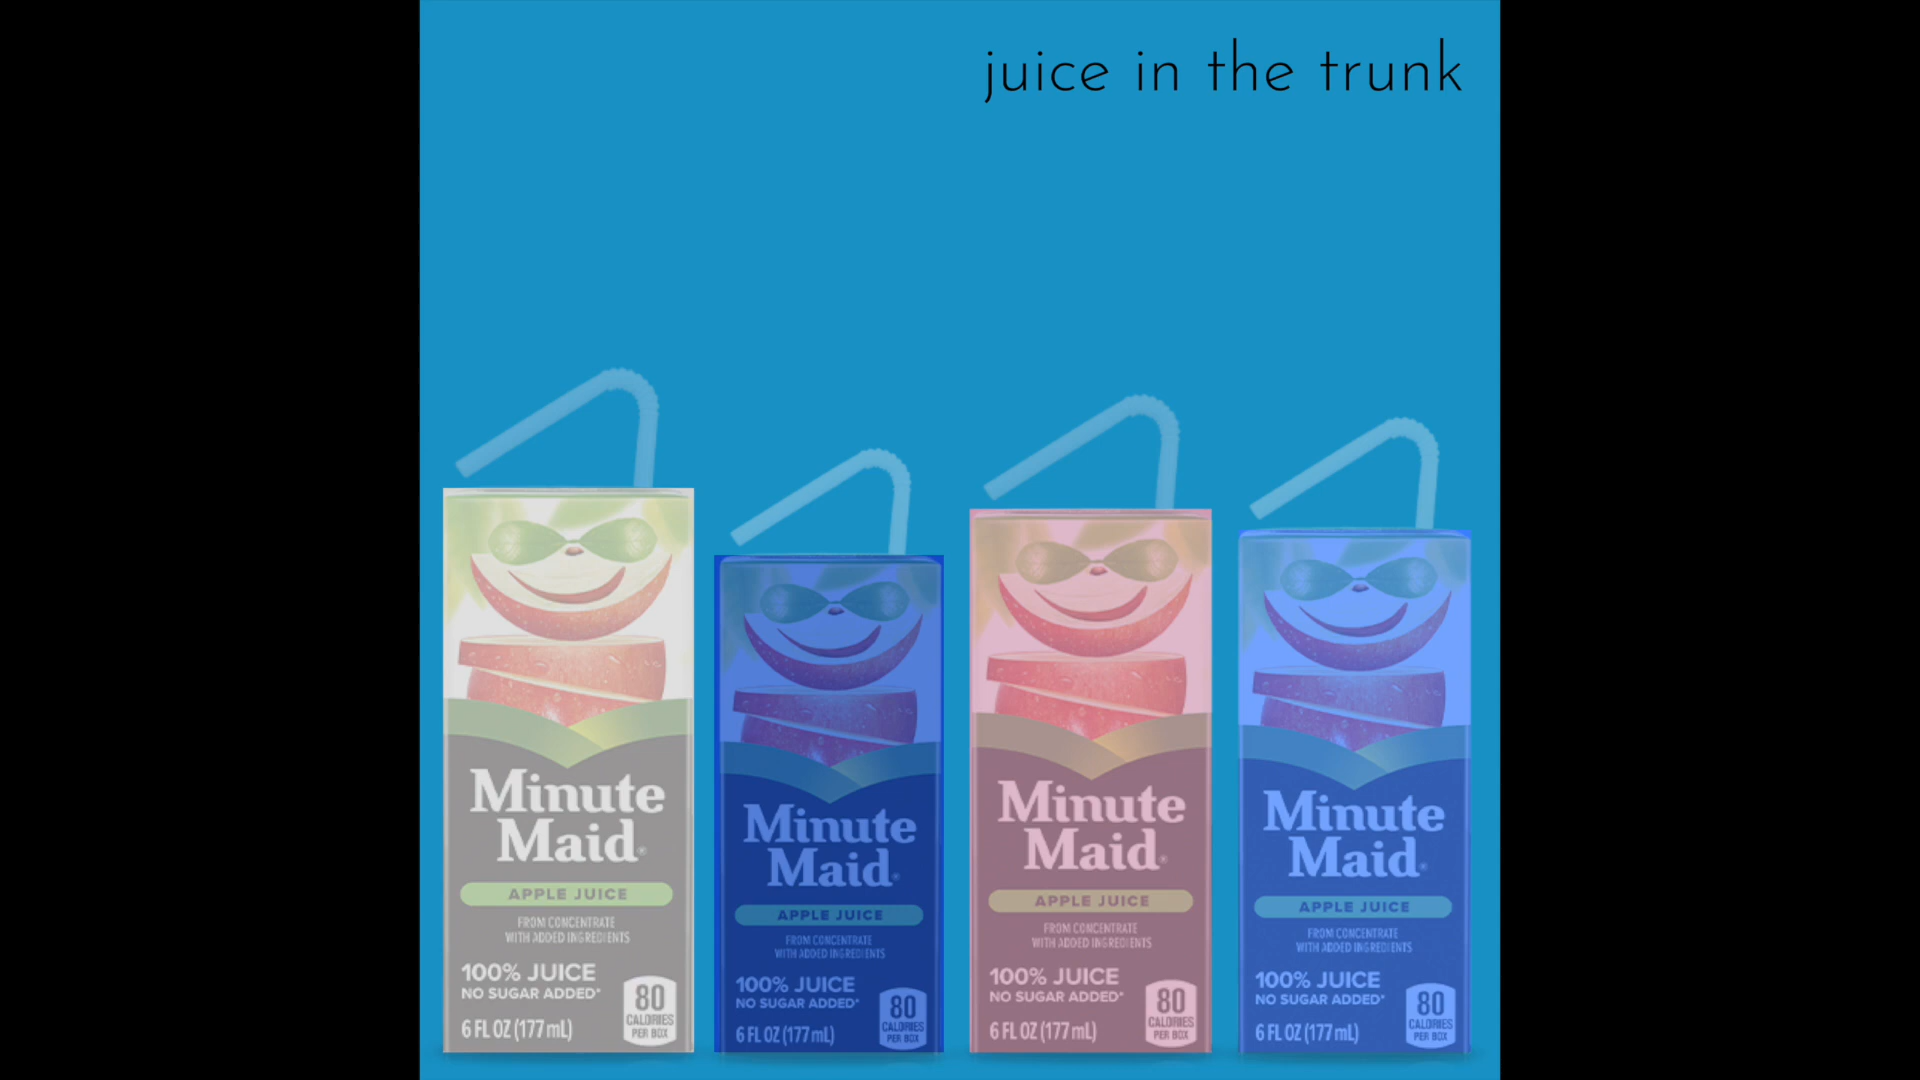 juice in the trunk
Minute
Maid®
APPLE JUICE
FROM CONCENTRATE
WITH ADDED INGREDIENTS
100% JUICE
NO SUGAR ADDED*
6 FL OZ (177 mL)
80
CALORIES
PER BOX
Minute
Maid®
APPLE JUICE
FROM CONCENTRATE
WITH ADDED INGREDIENTS
100% JUICE
NO SUGAR ADDED*
6 FL OZ (177 mL)
80
CALORIES
PER BOX
Minute
Maid®
APPLE JUICE
FROM CONCENTRATE
WITH ADDED INGREDIENTS
100% JUICE
NO SUGAR ADDED*
6 FL OZ (177 mL)
80
CALORIES
PER BOX
Minute
Maid®
APPLE JUICE
FROM CONCENTRATE
WITH ADDED INGREDIENTS
100% JUICE
NO SUGAR ADDED*
6 FL OZ (177 mL)
80
CALORIES
PER BOX